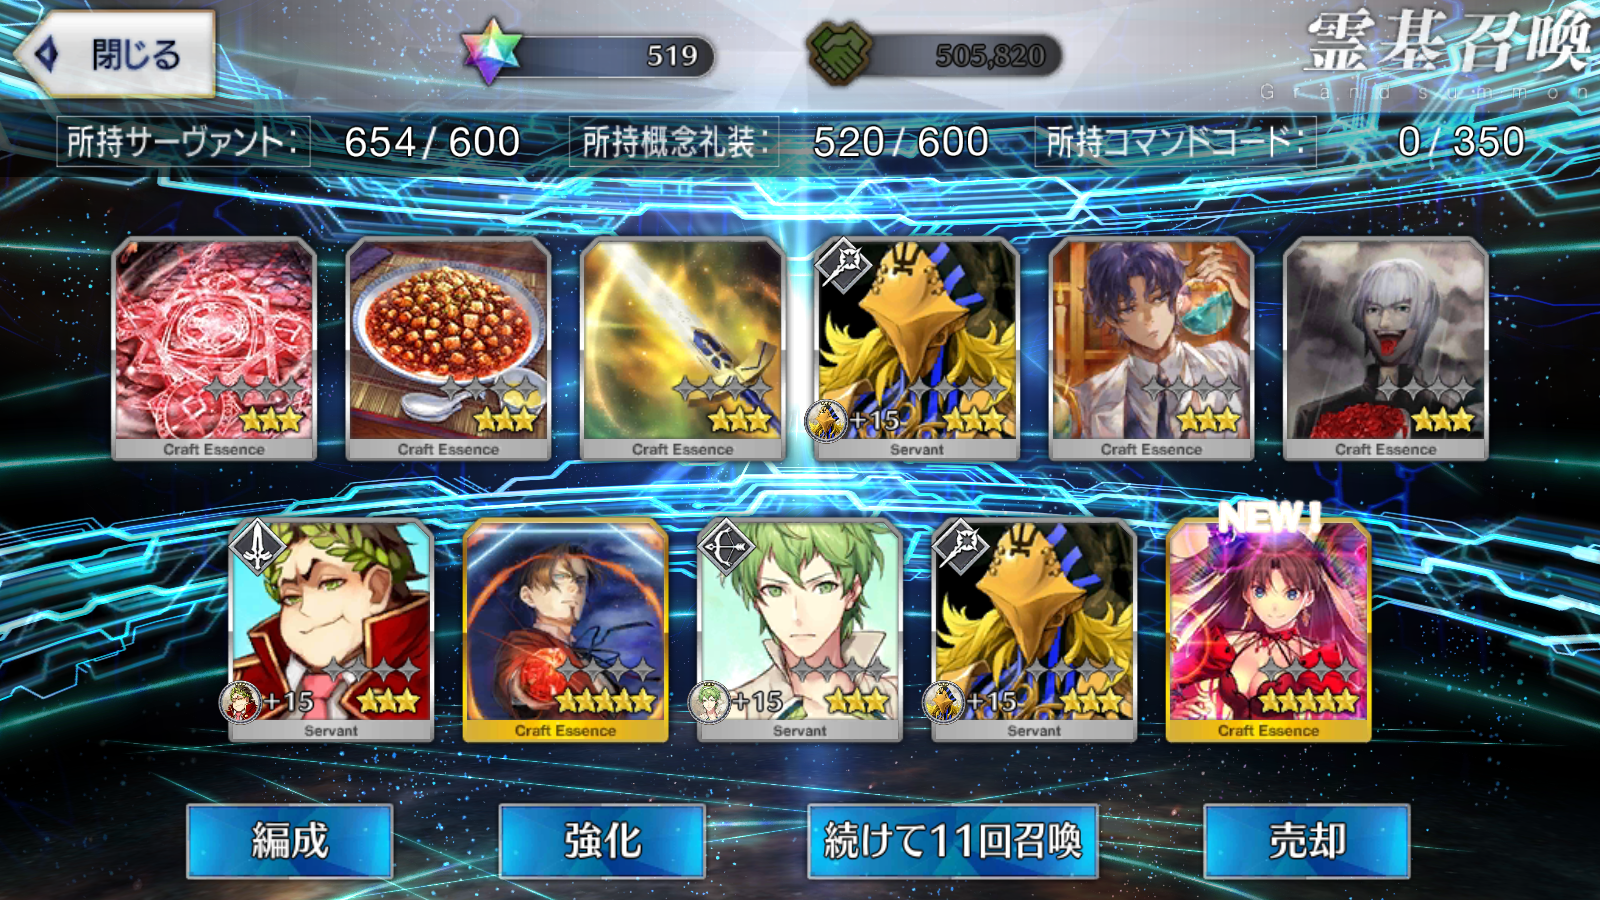 閉じる
519
505,820
霊基召喚
Grand summon
所持サーヴァント: 654/600
所持概念礼装: 520/600
所持コマンドコード: 0/350
Craft Essence
Craft Essence
Craft Essence
+15
Servant
Craft Essence
Craft Essence
NEW!
+15
Servant
Craft Essence
+15
Servant
+15
Servant
Craft Essence
編成
強化
続けて11回召喚
売却